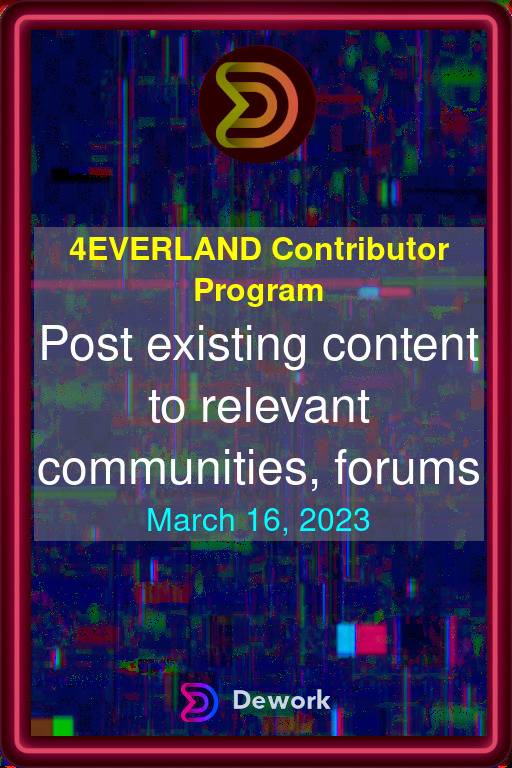 4EVERLAND Contributor
Program
Post existing content
to relevant
communities, forums
March 16, 2023
Dework